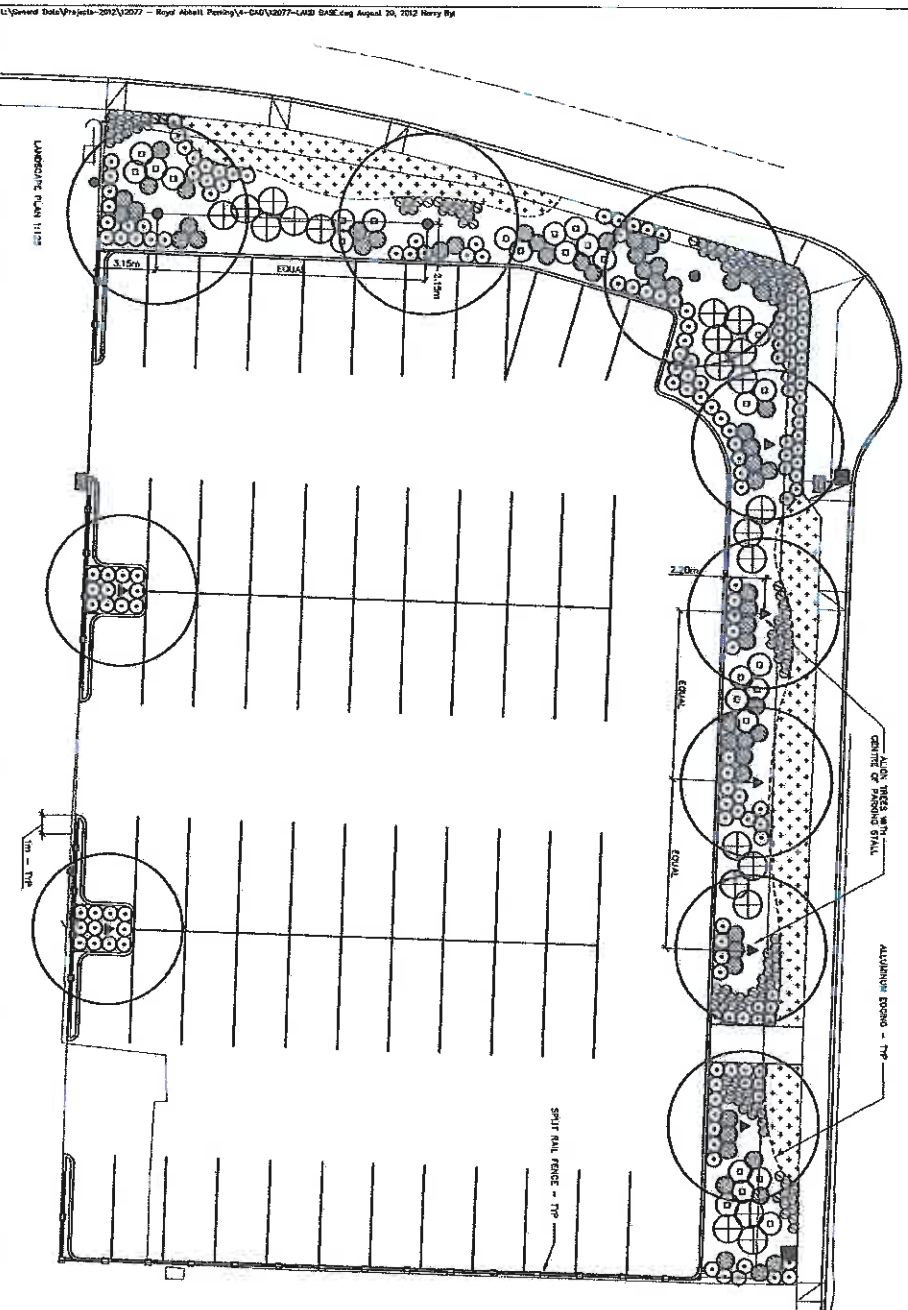 L:\General Data\Projects-2012\12077 - Royal Abbott Parking\4-CAD\12077-LAND BASE.dwg August 20, 2012 Harry
LANDSCAPE PLAN 1:125
3.15m
EQUAL
2.15m
2.20m
EQUAL
EQUAL
ALIGN TREES WITH
CENTRE OF PARKING STALL
1m - TYP
ALUMINUM EDGING - TYP
SPLIT RAIL FENCE - TYP